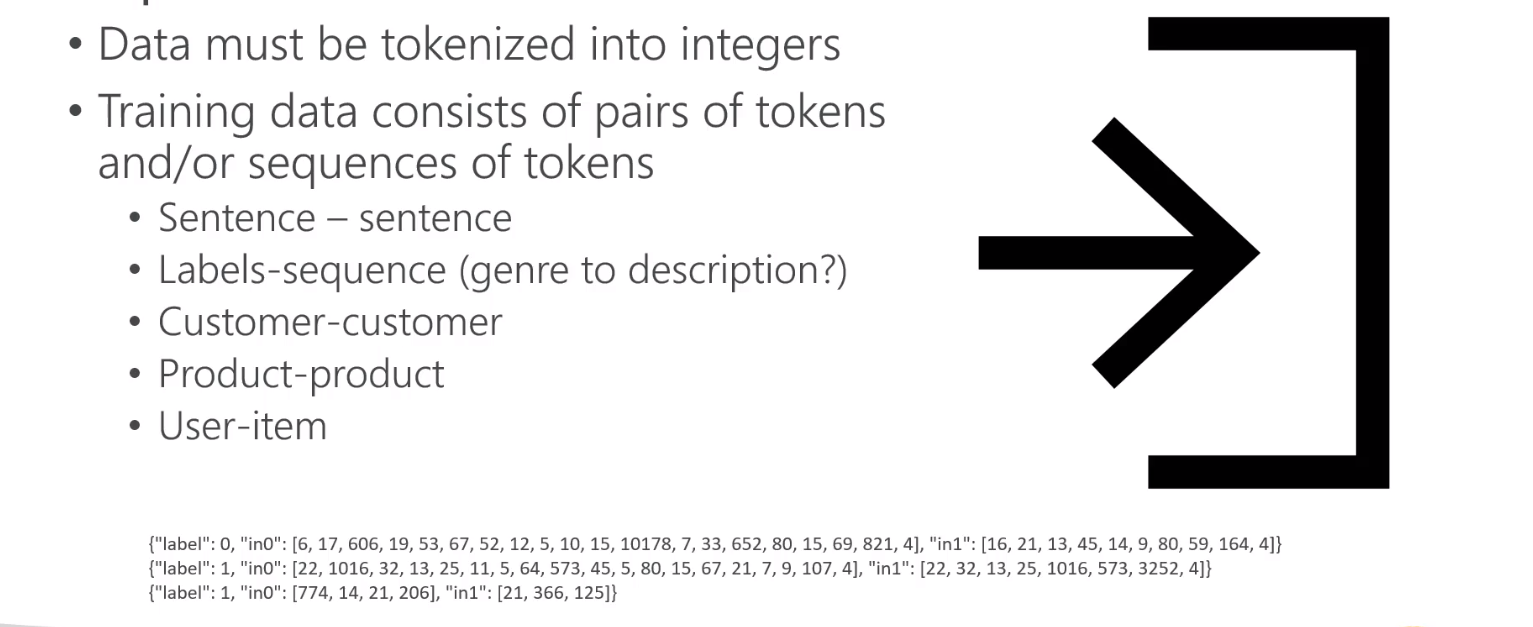 • Data must be tokenized into integers
• Training data consists of pairs of tokens
and/or sequences of tokens
• Sentence – sentence
• Labels-sequence (genre to description?)
• Customer-customer
• Product-product
• User-item
{"label": 0, "in0": [6, 17, 606, 19, 53, 67, 52, 12, 5, 10, 15, 10178, 7, 33, 652, 80, 15, 69, 821, 4], "in1": [16, 21, 13, 45, 14, 9, 80, 59, 164, 4]}
{"label": 1, "in0": [22, 1016, 32, 13, 25, 11, 5, 64, 573, 45, 5, 80, 15, 67, 21, 7, 9, 107, 4], "in1": [22, 32, 13, 25, 1016, 573, 3252, 4]}
{"label": 1, "in0": [774, 14, 21, 206], "in1": [21, 366, 125]}